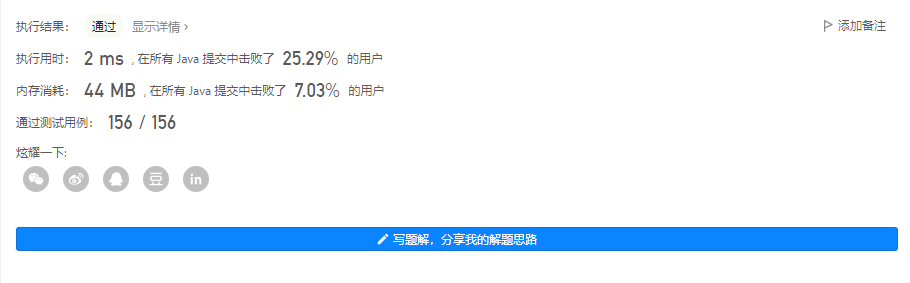 执行结果： 通过 显示详情 › 添加备注
执行用时： 2 ms , 在所有 Java 提交中击败了 25.29% 的用户
内存消耗： 44 MB , 在所有 Java 提交中击败了 7.03% 的用户
通过测试用例： 156 / 156
炫耀一下:
豆 in
写题解，分享我的解题思路